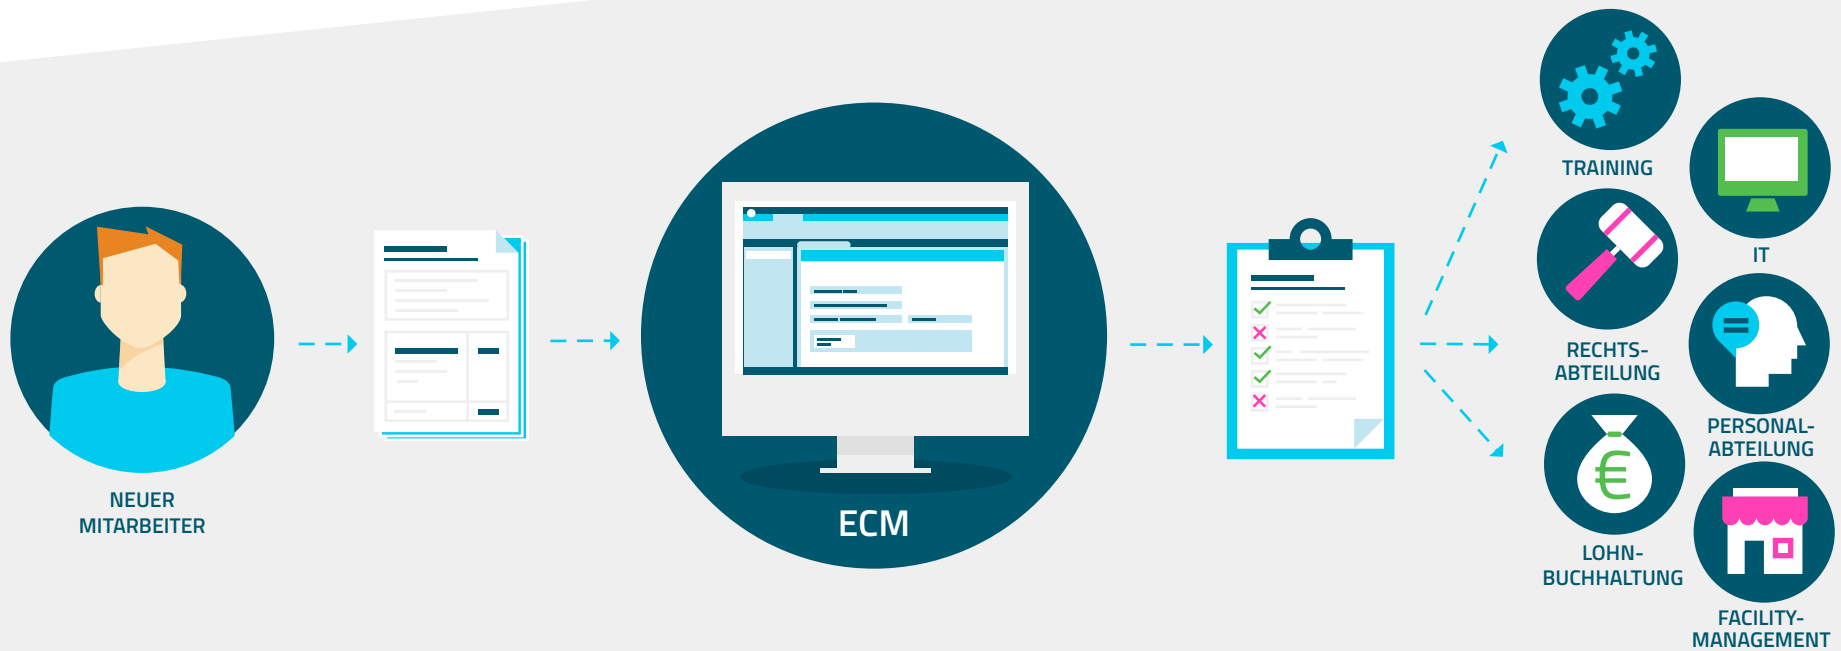 NEUER
MITARBEITER
ECM
TRAINING
IT
RECHTS-
ABTEILUNG
PERSONAL-
ABTEILUNG
€
LOHN-
BUCHHALTUNG
FACILITY-
MANAGEMENT